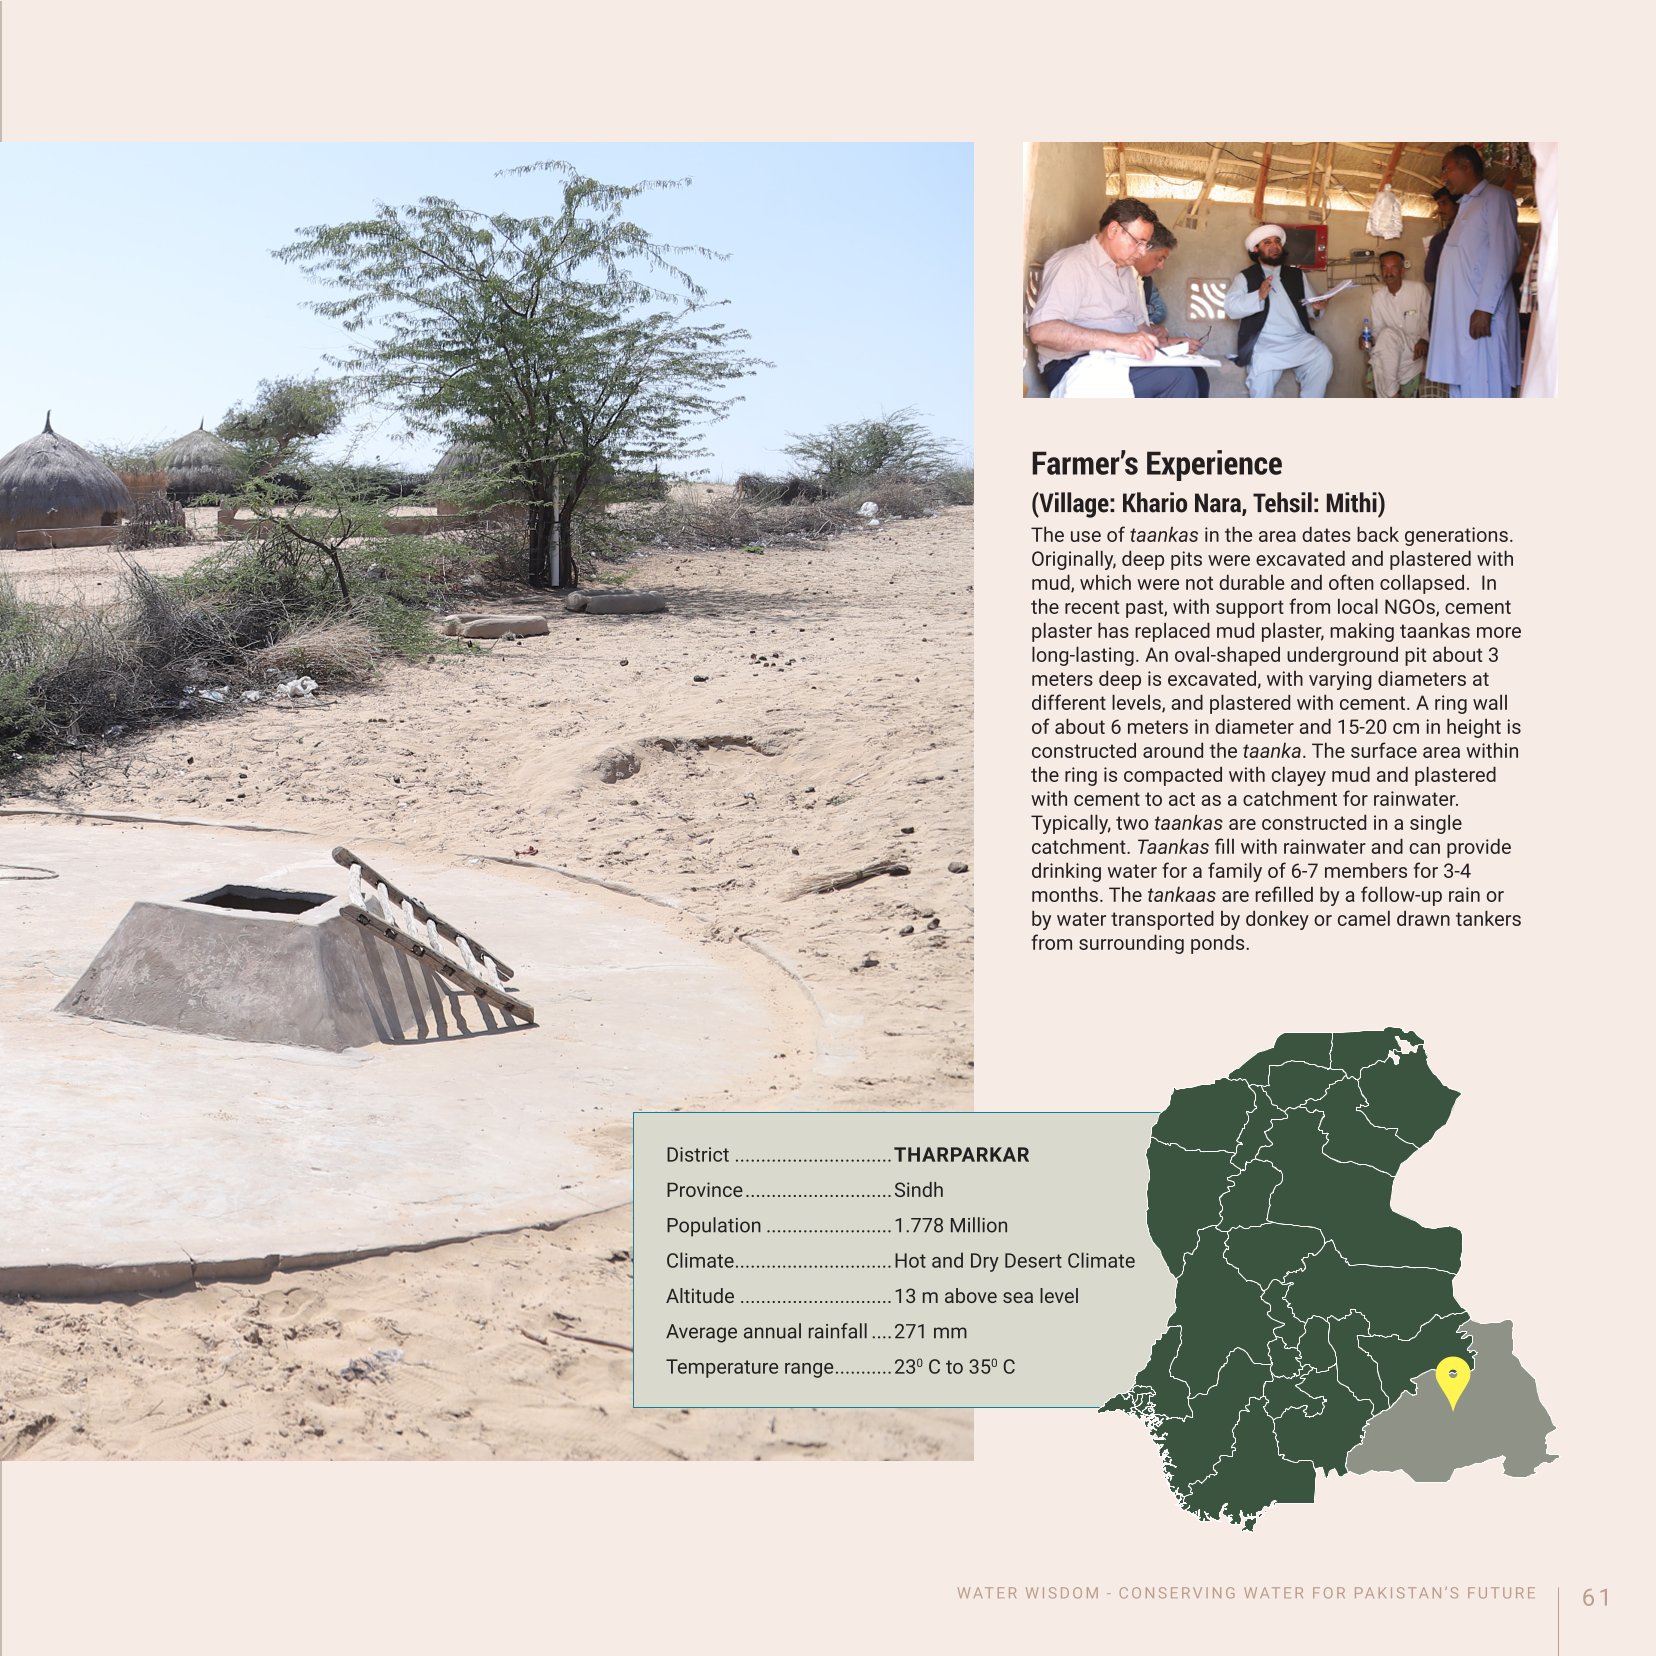 Farmer’s Experience
(Village: Khario Nara, Tehsil: Mithi)
The use of taankas in the area dates back generations.
Originally, deep pits were excavated and plastered with
mud, which were not durable and often collapsed.  In
the recent past, with support from local NGOs, cement
plaster has replaced mud plaster, making taankas more
long-lasting. An oval-shaped underground pit about 3
meters deep is excavated, with varying diameters at
different levels, and plastered with cement. A ring wall
of about 6 meters in diameter and 15-20 cm in height is
constructed around the taanka. The surface area within
the ring is compacted with clayey mud and plastered
with cement to act as a catchment for rainwater.
Typically, two taankas are constructed in a single
catchment. Taankas fill with rainwater and can provide
drinking water for a family of 6-7 members for 3-4
months. The tankaas are refilled by a follow-up rain or
by water transported by donkey or camel drawn tankers
from surrounding ponds.
District ..............................THARPARKAR
Province............................Sindh
Population ........................1.778 Million
Climate..............................Hot and Dry Desert Climate
Altitude .............................13 m above sea level
Average annual rainfall ....271 mm
Temperature range...........23⁰ C to 35⁰ C
WATER WISDOM - CONSERVING WATER FOR PAKISTAN’S FUTURE 61